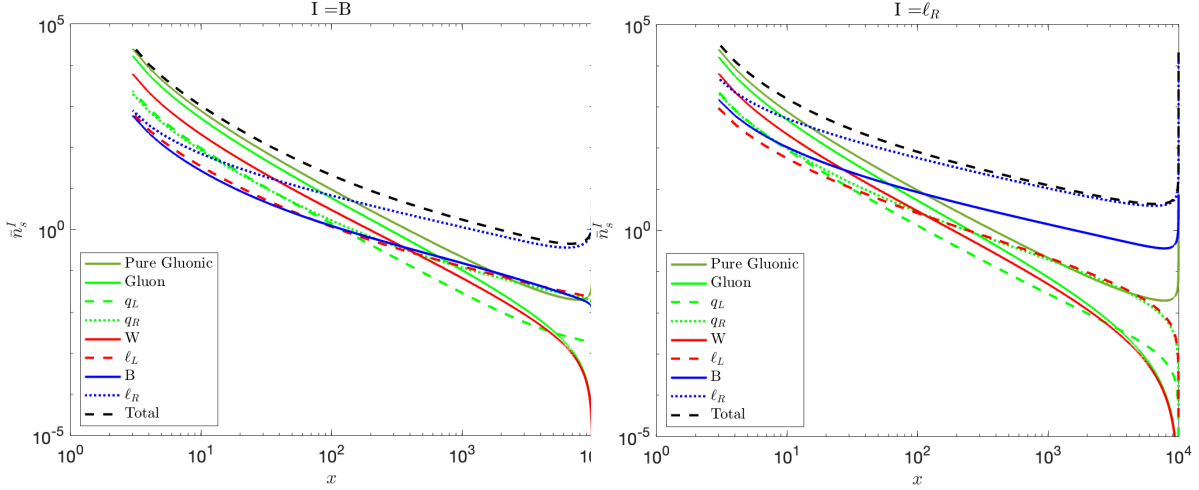 I =B
10^5
10^0
10^-5
n̄_s^I
Pure Gluonic
Gluon
q_L
q_R
W
ℓ_L
B
ℓ_R
Total
10^0
10^1
10^2
10^3
x
I =ℓ_R
10^5
10^0
10^-5
n̄_s^I
Pure Gluonic
Gluon
q_L
q_R
W
ℓ_L
B
ℓ_R
Total
10^0
10^1
10^2
10^3
10^4
x